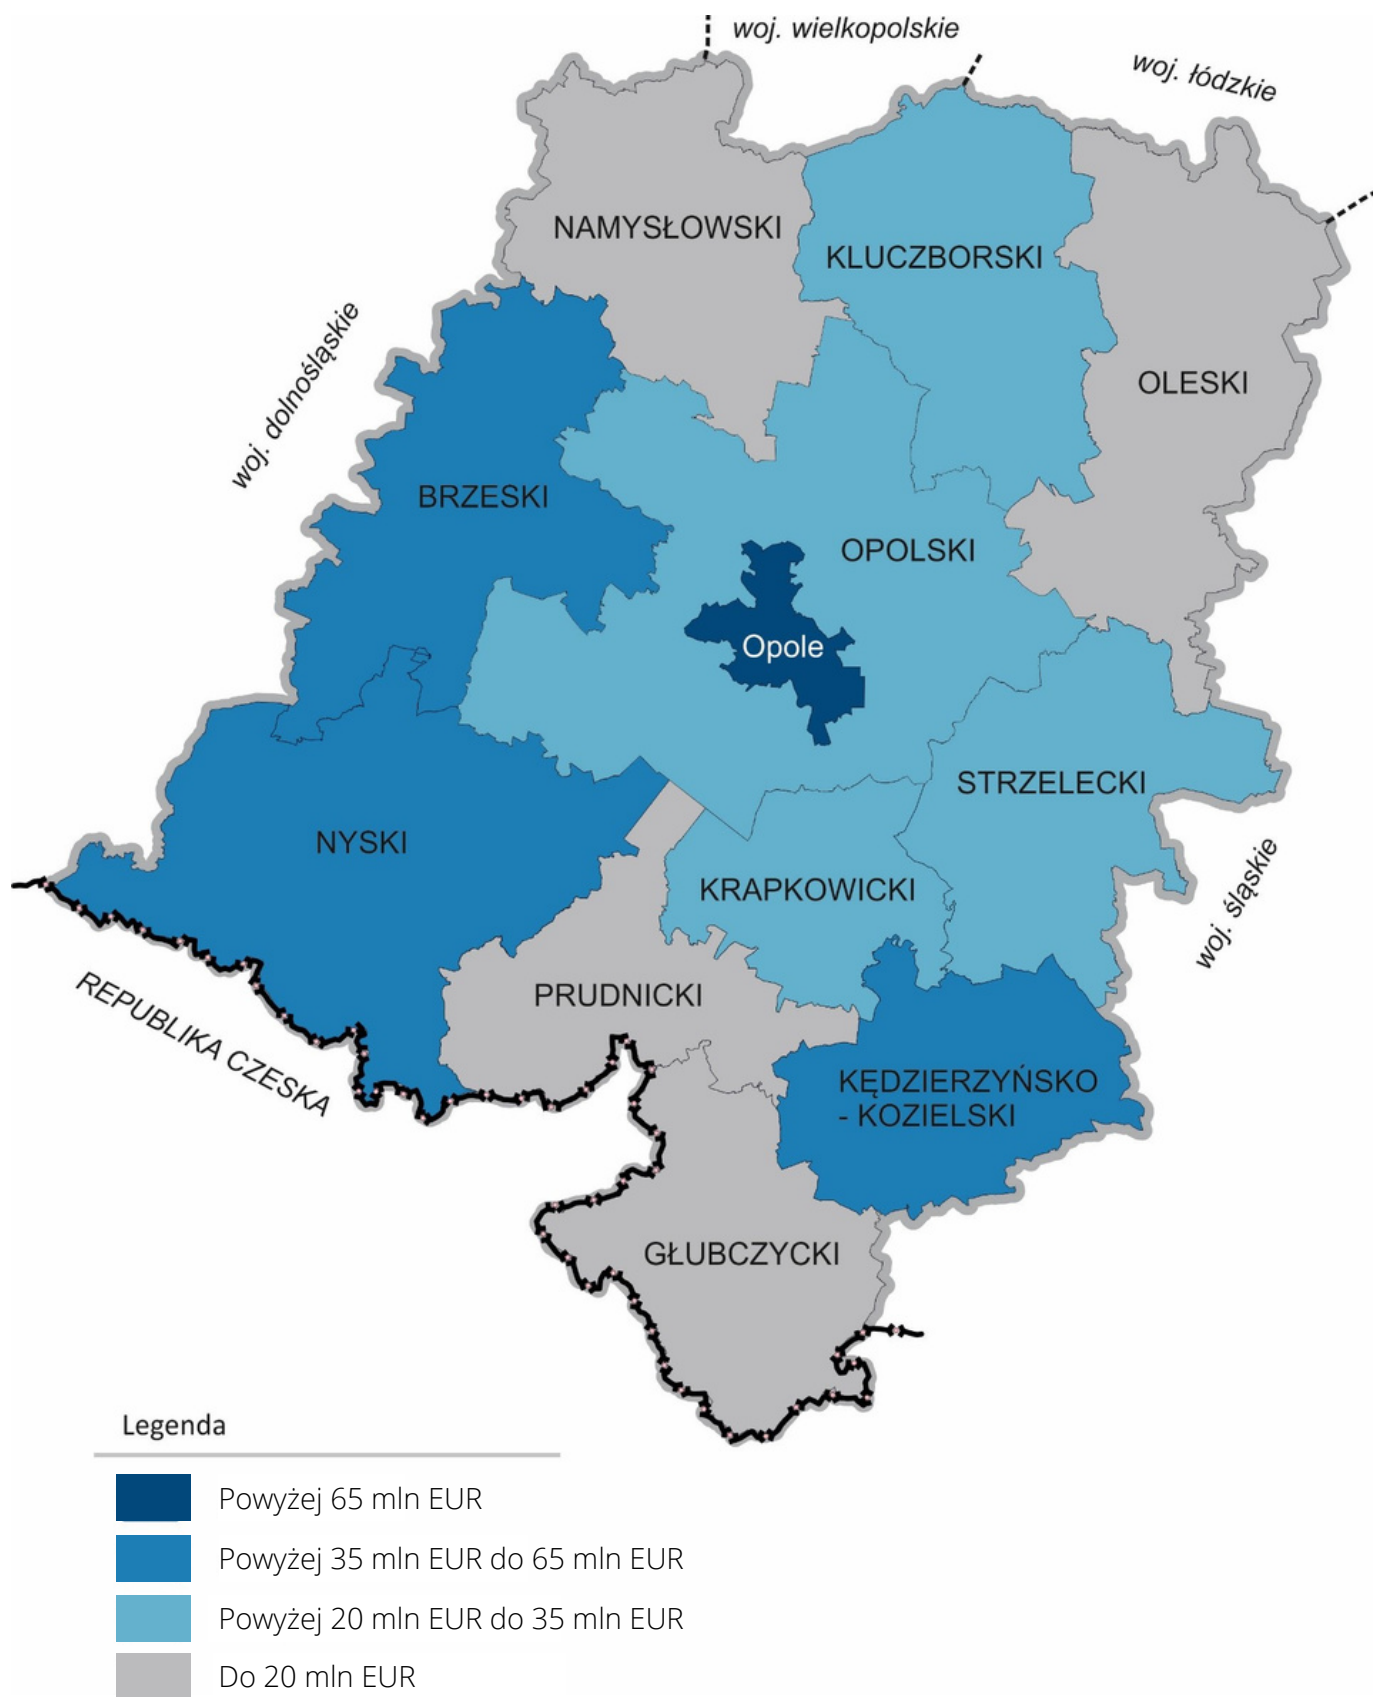 woj. wielkopolskie
woj. łódzkie
NAMYSŁOWSKI
KLUCZBORSKI
woj. dolnośląskie
OLESKI
BRZESKI
OPOLSKI
Opole
STRZELECKI
NYSKI
KRAPKOWICKI
woj. śląskie
PRUDNICKI
REPUBLIKA CZESKA
KĘDZIERZYŃSKO
- KOZIELSKI
GŁUBCZYCKI
Legenda
Powyżej 65 mln EUR
Powyżej 35 mln EUR do 65 mln EUR
Powyżej 20 mln EUR do 35 mln EUR
Do 20 mln EUR